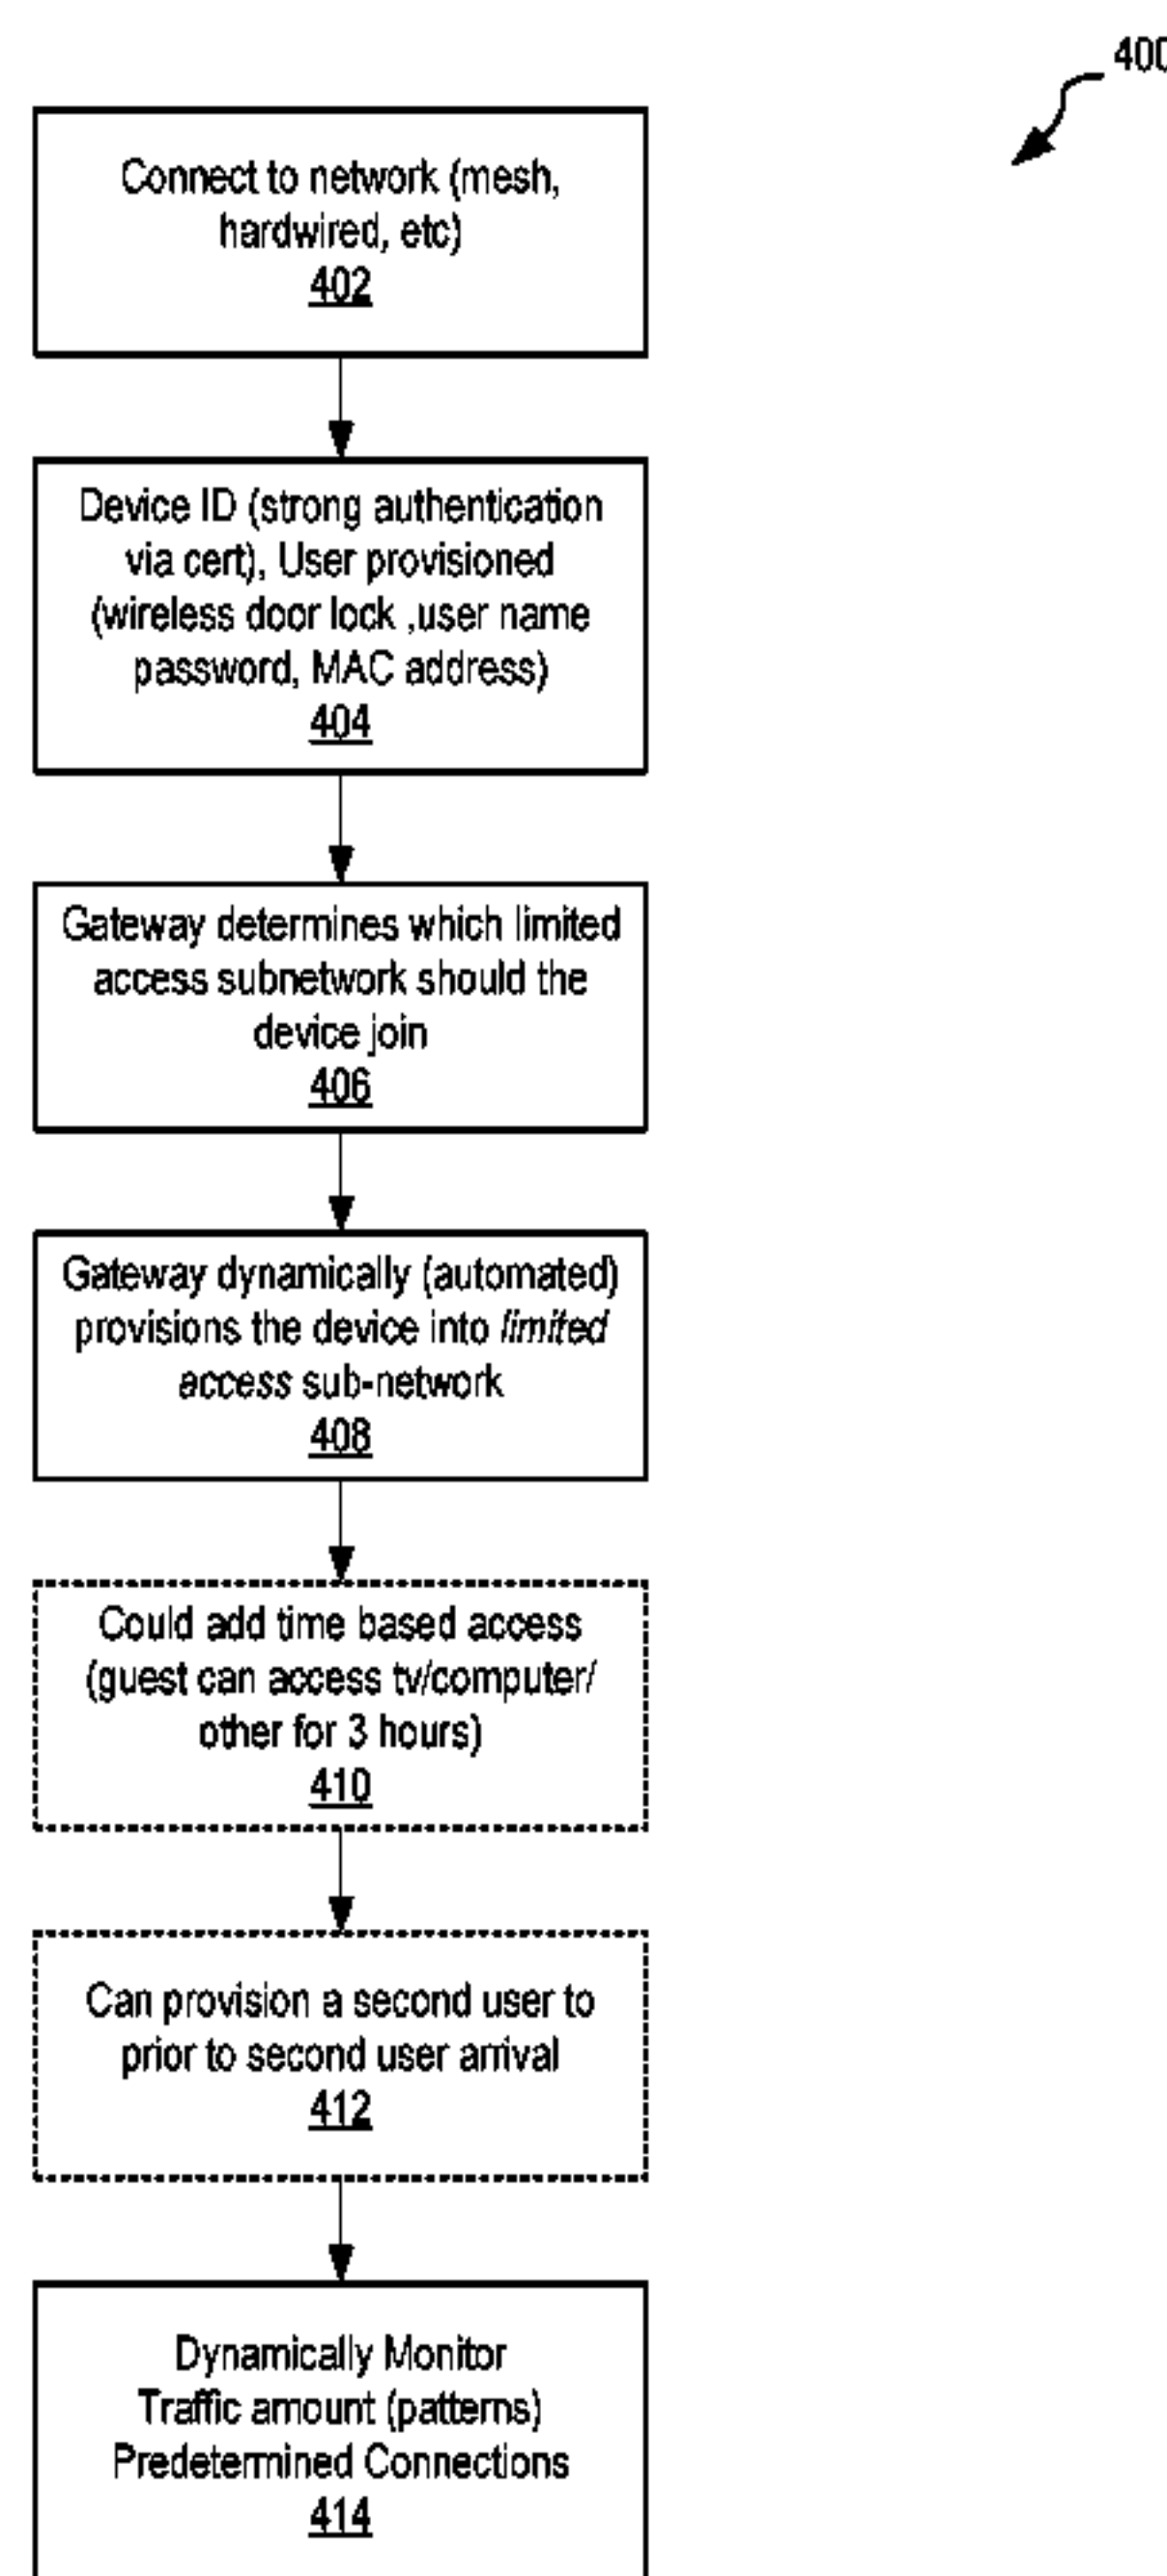 400
Connect to network (mesh,
hardwired, etc)
402
Device ID (strong authentication
via cert), User provisioned
(wireless door lock ,user name
password, MAC address)
404
Gateway determines which limited
access subnetwork should the
device join
406
Gateway dynamically (automated)
provisions the device into limited
access sub-network
408
Could add time based access
(guest can access tv/computer/
other for 3 hours)
410
Can provision a second user to
prior to second user arrival
412
Dynamically Monitor
Traffic amount (patterns)
Predetermined Connections
414